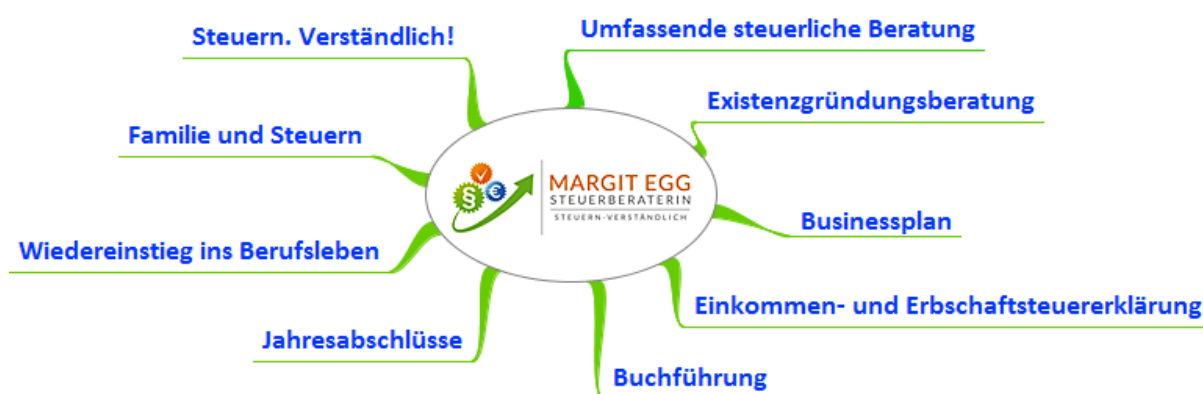 Steuern. Verständlich!
Umfassende steuerliche Beratung
Existenzgründungsberatung
Familie und Steuern
§
€
MARGIT EGG
STEUERBERATERIN
STEUERN-VERSTÄNDLICH
Businessplan
Wiedereinstieg ins Berufsleben
Einkommen- und Erbschaftsteuererklärung
Jahresabschlüsse
Buchführung